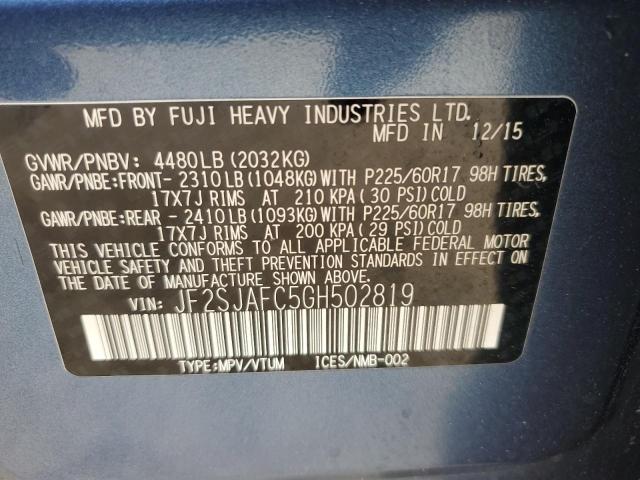 MFD BY FUJI HEAVY INDUSTRIES LTD.
MFD IN 12/15
GVWR/PNBV: 4480LB (2032KG)
GAWR/PNBE:FRONT- 2310LB (1048KG) WITH P225/60R17 98H TIRES,
17X7J RIMS AT 210 KPA (30 PSI) COLD
GAWR/PNBE:REAR - 2410LB (1093KG) WITH P225/60R17 98H TIRES,
17X7J RIMS AT 200 KPA (29 PSI) COLD
THIS VEHICLE CONFORMS TO ALL APPLICABLE FEDERAL MOTOR
VEHICLE SAFETY AND THEFT PREVENTION STANDARDS IN EFFECT ON
THE DATE OF MANUFACTURE SHOWN ABOVE.
VIN: JF2SJAFC5GH502819
TYPE:MPV/VTUM ICES/NMB-002